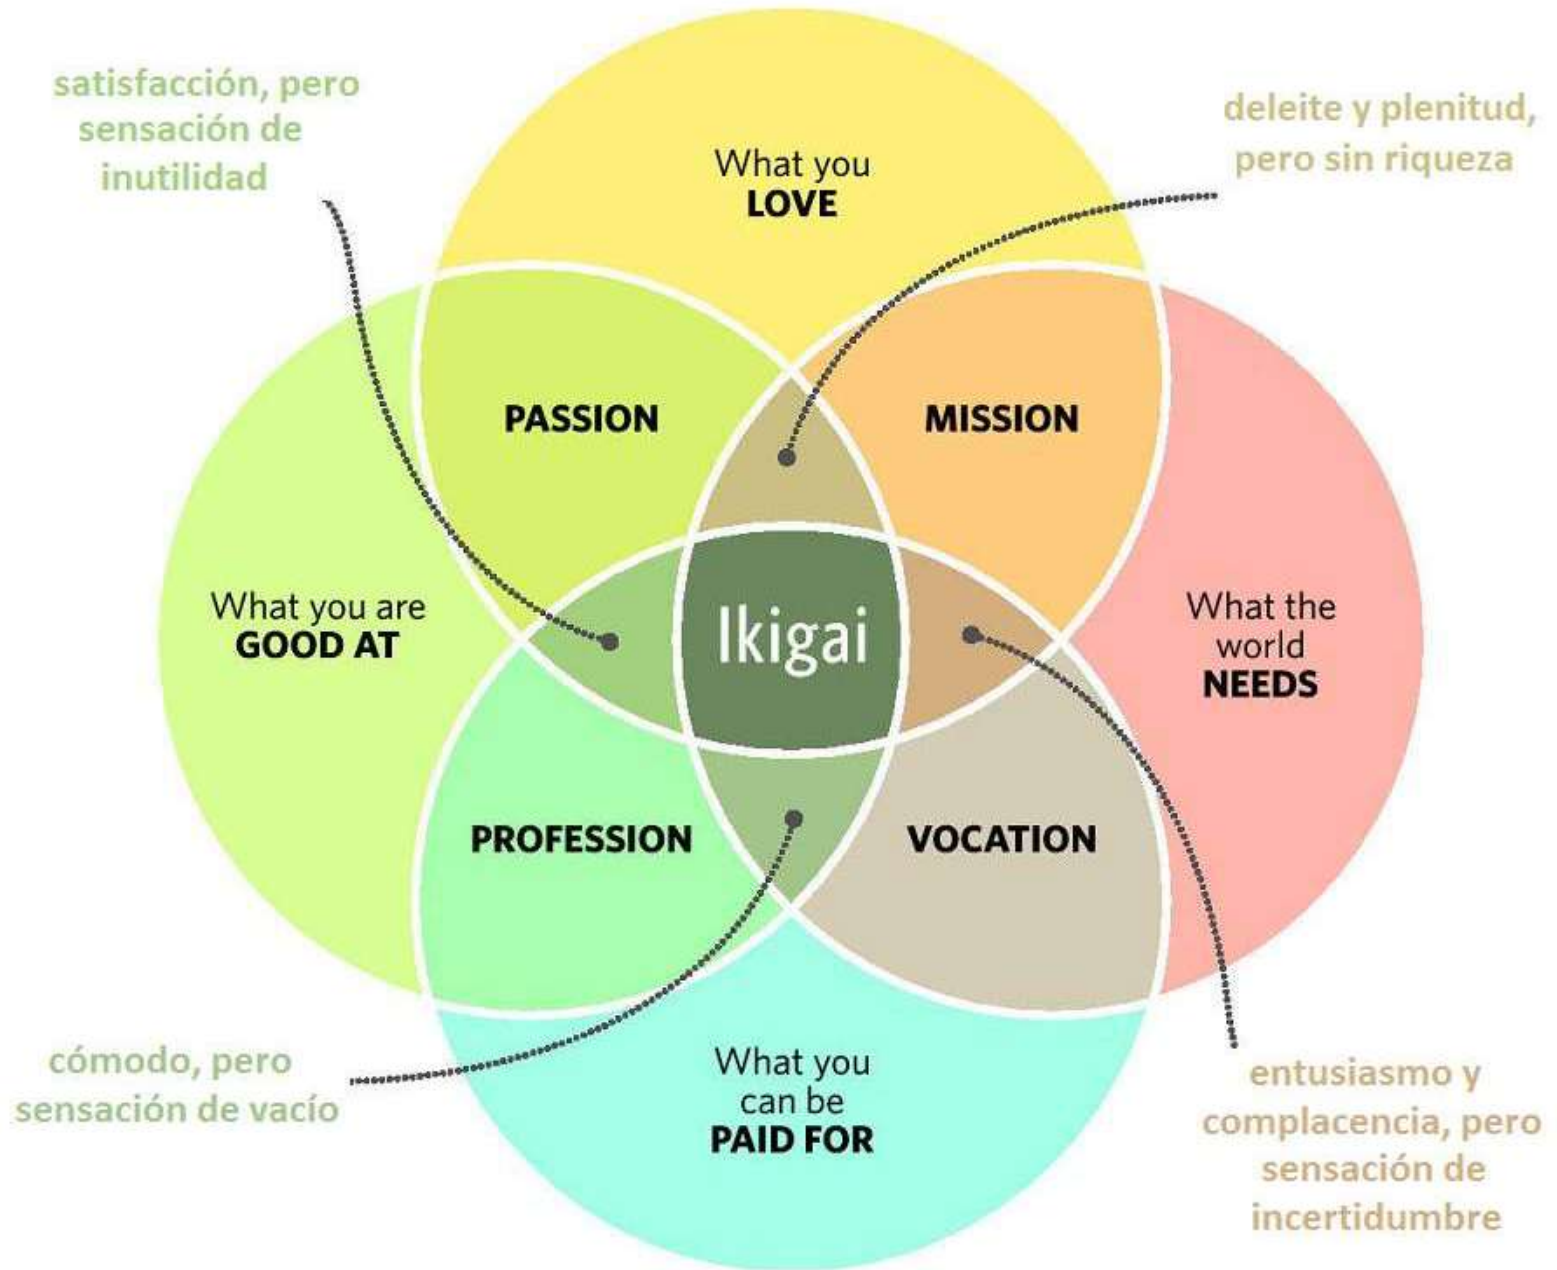 satisfacción, pero
sensación de
inutilidad
deleite y plenitud,
pero sin riqueza
What you
LOVE
PASSION
MISSION
What you are
GOOD AT
Ikigai
What the
world
NEEDS
PROFESSION
VOCATION
cómodo, pero
sensación de vacío
What you
can be
PAID FOR
entusiasmo y
complacencia, pero
sensación de
incertidumbre